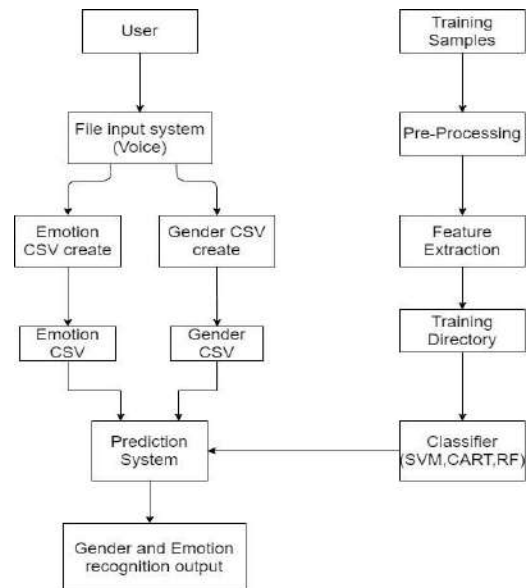 User
File input system
(Voice)
Emotion
CSV create
Gender CSV
create
Emotion
CSV
Gender
CSV
Prediction
System
Gender and Emotion
recognition output
Training
Samples
Pre-Processing
Feature
Extraction
Training
Directory
Classifier
(SVM,CART,RF)